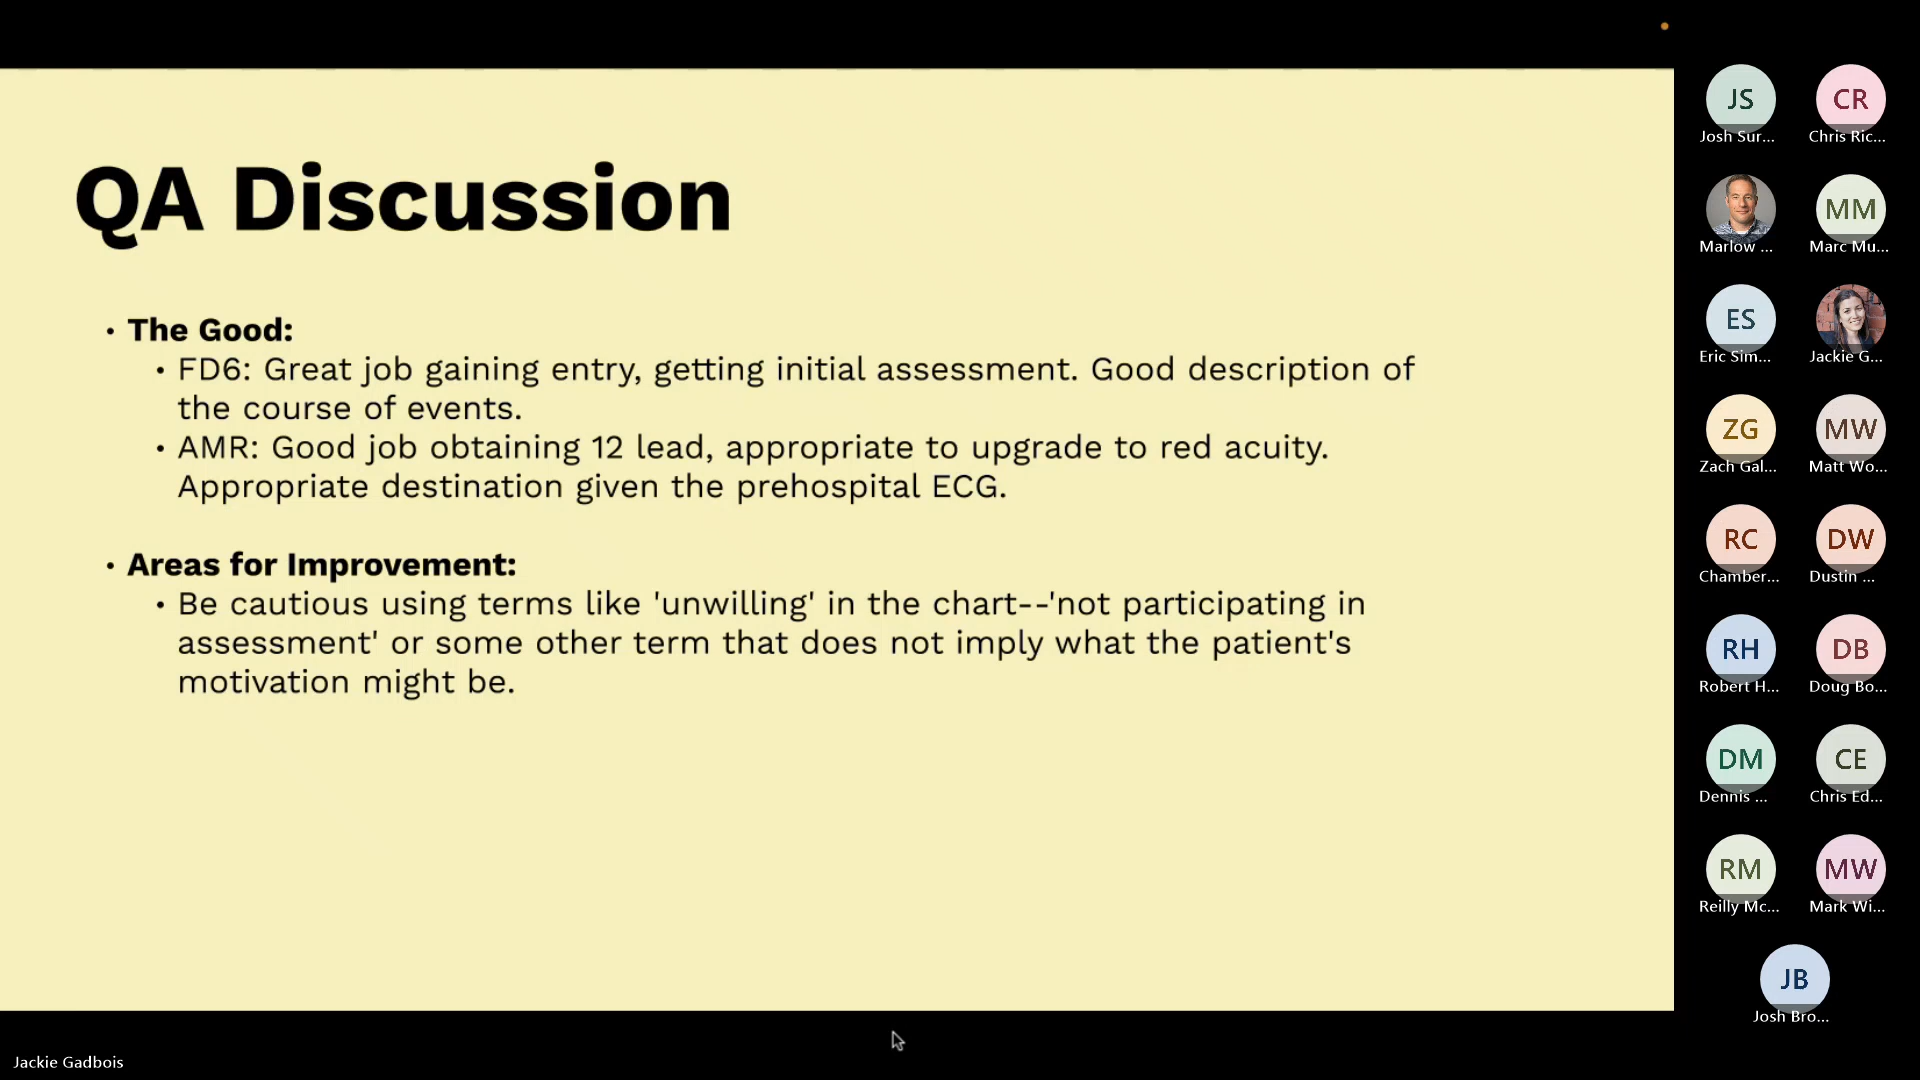 QA Discussion
• The Good:
• FD6: Great job gaining entry, getting initial assessment. Good description of
the course of events.
• AMR: Good job obtaining 12 lead, appropriate to upgrade to red acuity.
Appropriate destination given the prehospital ECG.
• Areas for Improvement:
• Be cautious using terms like 'unwilling' in the chart--'not participating in
assessment' or some other term that does not imply what the patient's
motivation might be.
JS CR
Josh Sur... Chris Ric...
MM
Marlow ... Marc Mu...
ES
Eric Sim... Jackie G...
ZG MW
Zach Gal... Matt Wo...
RC DW
Chamber... Dustin ...
RH DB
Robert H... Doug Bo...
DM CE
Dennis ... Chris Ed...
RM MW
Reilly Mc... Mark Wi...
JB
Josh Bro...
Jackie Gadbois